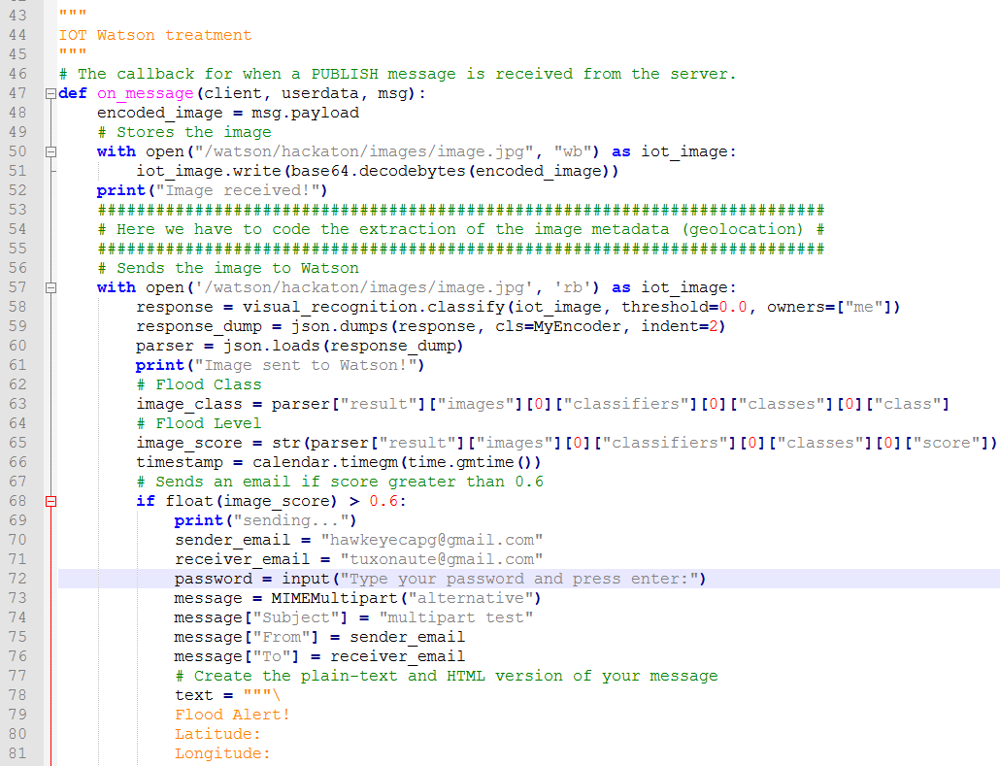 43 """
44 IOT Watson treatment
45 """
46 # The callback for when a PUBLISH message is received from the server.
47 def on_message(client, userdata, msg):
48     encoded_image = msg.payload
49     # Stores the image
50     with open("/watson/hackaton/images/image.jpg", "wb") as iot_image:
51         iot_image.write(base64.decodebytes(encoded_image))
52     print("Image received!")
53     ###########################################################################
54     # Here we have to code the extraction of the image metadata (geolocation) #
55     ###########################################################################
56     # Sends the image to Watson
57     with open('/watson/hackaton/images/image.jpg', 'rb') as iot_image:
58         response = visual_recognition.classify(iot_image, threshold=0.0, owners=["me"])
59         response_dump = json.dumps(response, cls=MyEncoder, indent=2)
60         parser = json.loads(response_dump)
61         print("Image sent to Watson!")
62         # Flood Class
63         image_class = parser["result"]["images"][0]["classifiers"][0]["classes"][0]["class"]
64         # Flood Level
65         image_score = str(parser["result"]["images"][0]["classifiers"][0]["classes"][0]["score"])
66         timestamp = calendar.timegm(time.gmtime())
67         # Sends an email if score greater than 0.6
68         if float(image_score) > 0.6:
69             print("sending...")
70             sender_email = "hawkeyecapg@gmail.com"
71             receiver_email = "tuxonaute@gmail.com"
72             password = input("Type your password and press enter:")
73             message = MIMEMultipart("alternative")
74             message["Subject"] = "multipart test"
75             message["From"] = sender_email
76             message["To"] = receiver_email
77             # Create the plain-text and HTML version of your message
78             text = """\
79             Flood Alert!
80             Latitude:
81             Longitude: